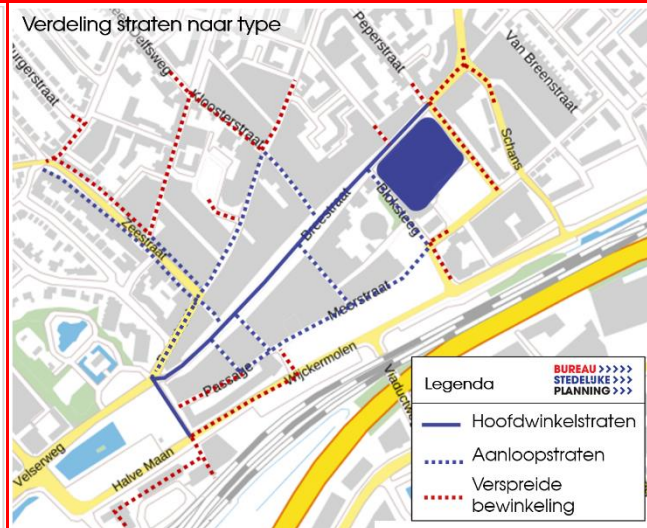 Verdeling straten naar type
Peperstraat
Van Breenstraat
Kloosterstraat
Schans
Breestraat
Bloksteeg
Zeestraat
Meerstraat
Passage
Wijckermolen
Velserweg
Halve Maan
Legenda
BUREAU >>>>>
STEDELIJKE >>>
PLANNING >>>
Hoofdwinkelstraten
Aanloopstraten
Verspreide
bewinkeling